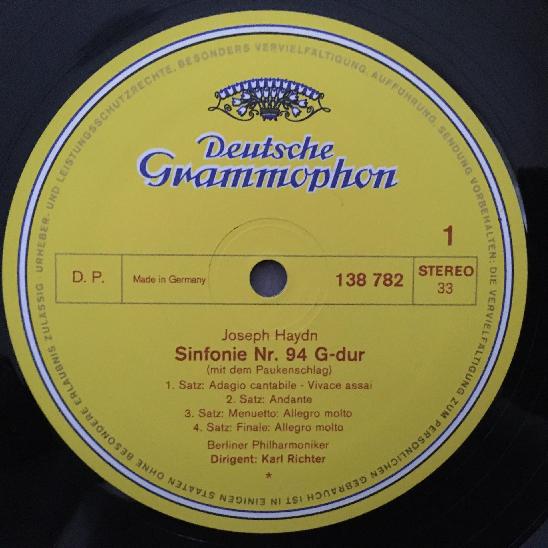 Deutsche
Grammophon
1
D. P.
Made in Germany
138 782
STEREO
33
Joseph Haydn
Sinfonie Nr. 94 G-dur
(mit dem Paukenschlag)
1. Satz: Adagio cantabile - Vivace assai
2. Satz: Andante
3. Satz: Menuetto: Allegro molto
4. Satz: Finale: Allegro molto
Berliner Philharmoniker
Dirigent: Karl Richter
*
URHEBER- UND LEISTUNGSSCHUTZRECHTE, BESONDERS VERVIELFÄLTIGUNG, AUFFÜHRUNG, SENDUNG VORBEHALTEN; DIE VERVIELFÄLTIGUNG ZUM PERSÖNLICHEN GEBRAUCH IST IN EINIGEN STAATEN OHNE BESONDERE ERLAUBNIS ZULÄSSIG